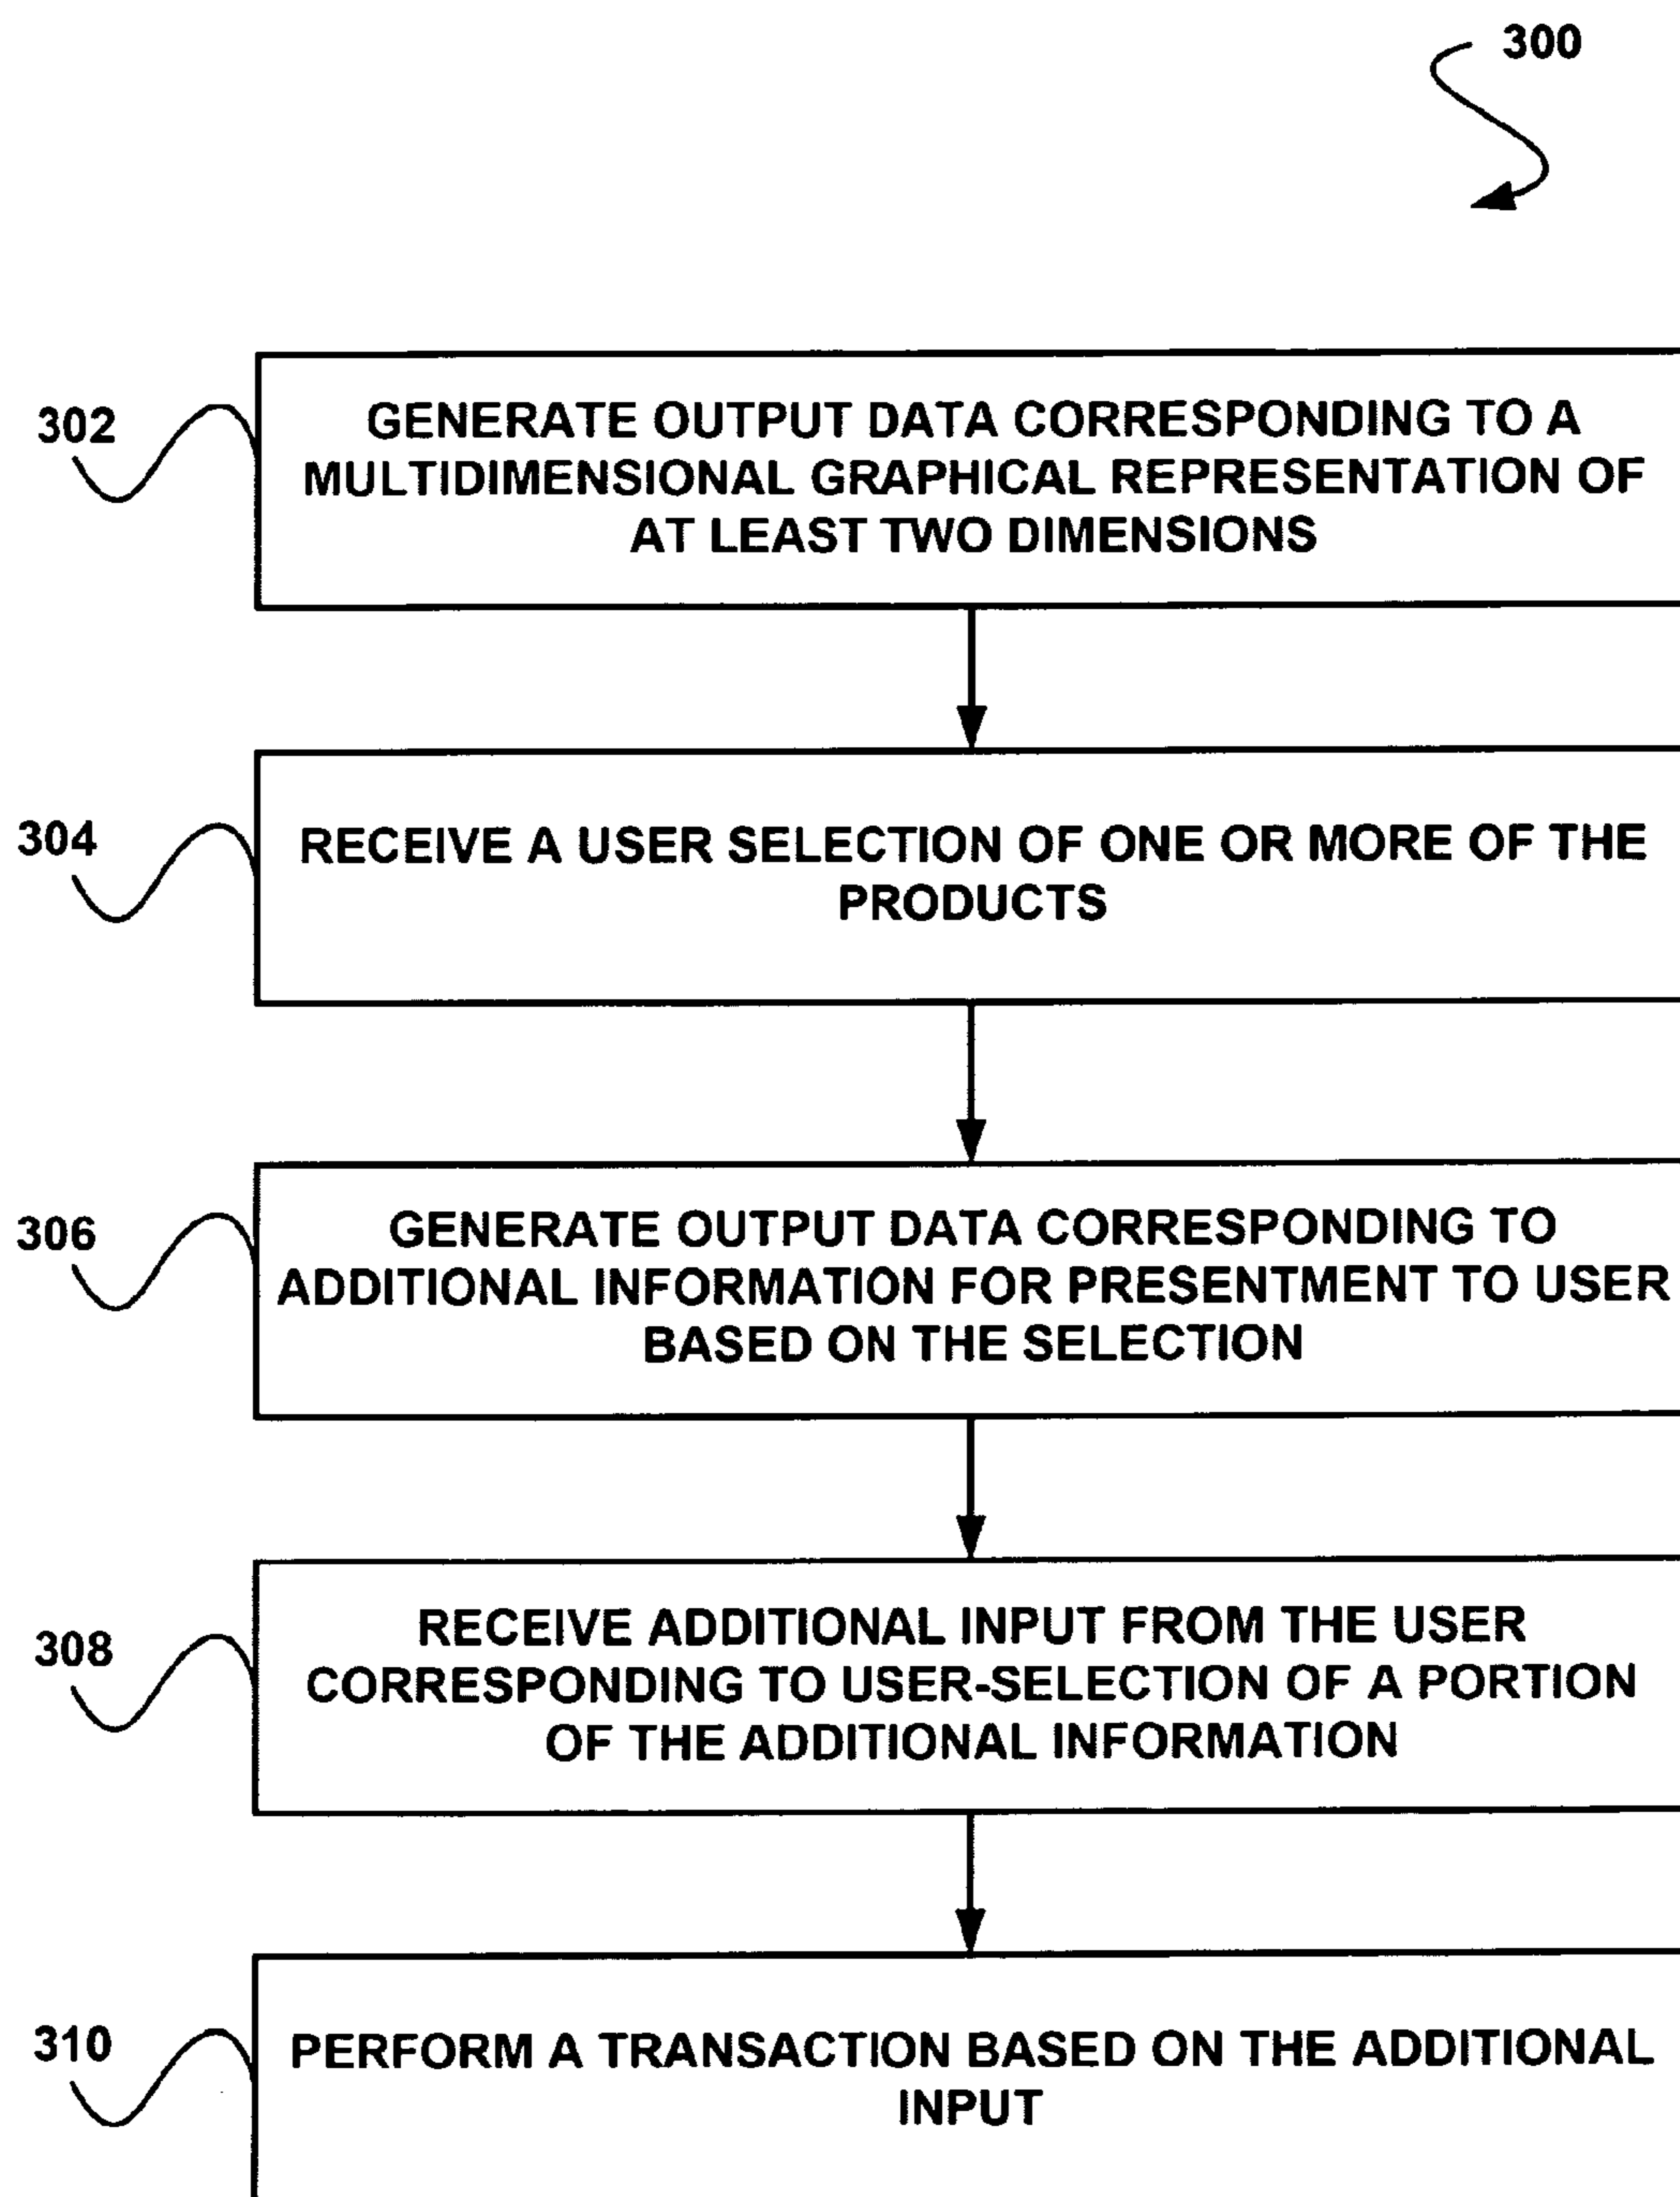 300
302
GENERATE OUTPUT DATA CORRESPONDING TO A
MULTIDIMENSIONAL GRAPHICAL REPRESENTATION OF
AT LEAST TWO DIMENSIONS
304
RECEIVE A USER SELECTION OF ONE OR MORE OF THE
PRODUCTS
306
GENERATE OUTPUT DATA CORRESPONDING TO
ADDITIONAL INFORMATION FOR PRESENTMENT TO USER
BASED ON THE SELECTION
308
RECEIVE ADDITIONAL INPUT FROM THE USER
CORRESPONDING TO USER-SELECTION OF A PORTION
OF THE ADDITIONAL INFORMATION
310
PERFORM A TRANSACTION BASED ON THE ADDITIONAL
INPUT